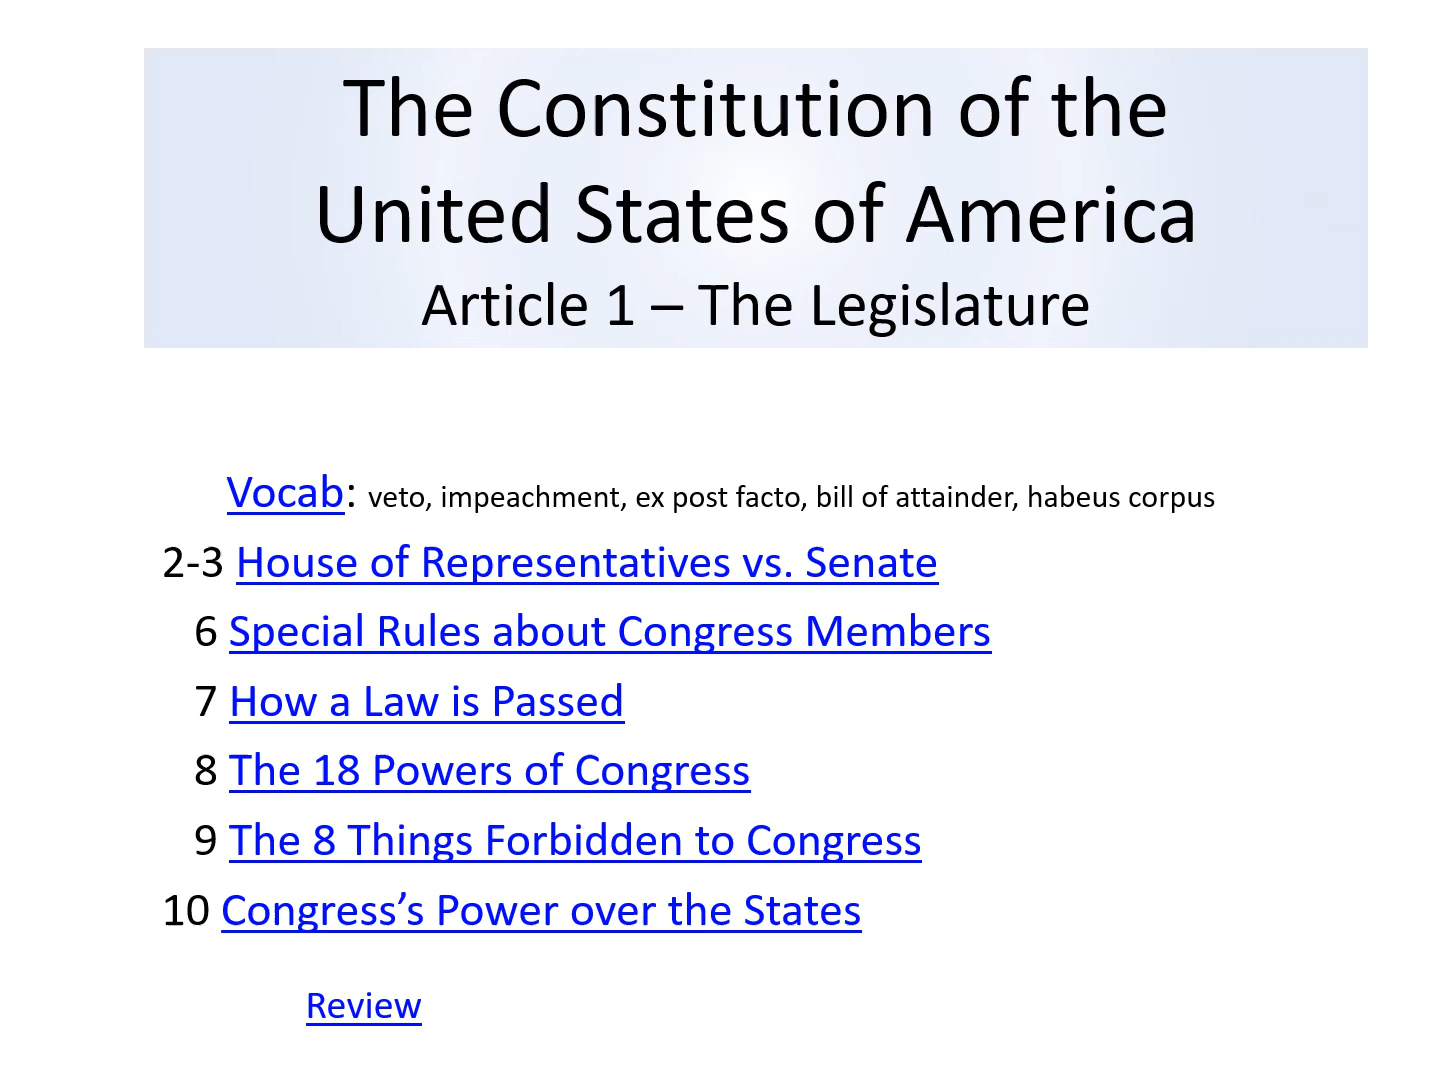 The Constitution of the
United States of America
Article 1 – The Legislature
Vocab: veto, impeachment, ex post facto, bill of attainder, habeus corpus
2-3 House of Representatives vs. Senate
6 Special Rules about Congress Members
7 How a Law is Passed
8 The 18 Powers of Congress
9 The 8 Things Forbidden to Congress
10 Congress’s Power over the States
Review